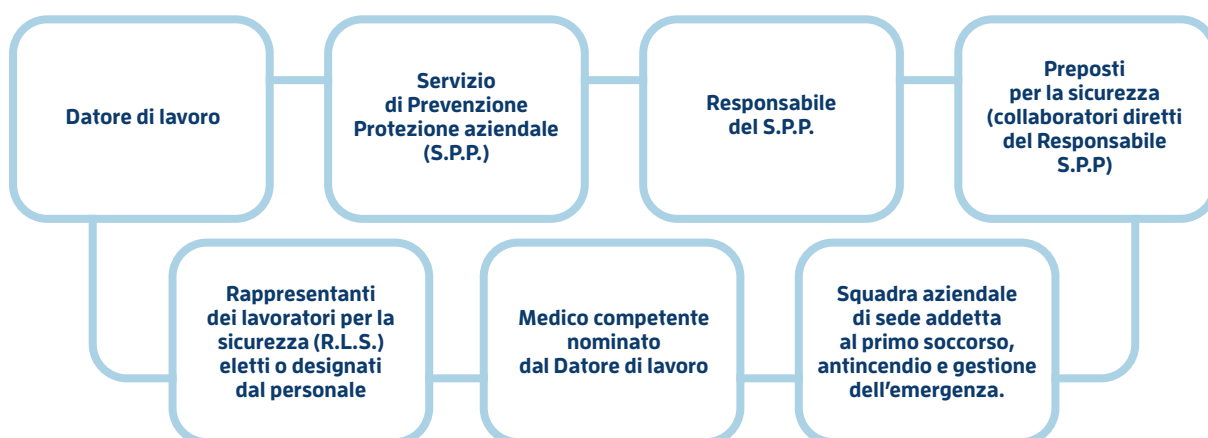 Datore di lavoro
Servizio
di Prevenzione
Protezione aziendale
(S.P.P.)
Responsabile
del S.P.P.
Preposti
per la sicurezza
(collaboratori diretti
del Responsabile
S.P.P)
Rappresentanti
dei lavoratori per la
sicurezza (R.L.S.)
eletti o designati
dal personale
Medico competente
nominato
dal Datore di lavoro
Squadra aziendale
di sede addetta
al primo soccorso,
antincendio e gestione
dell'emergenza.